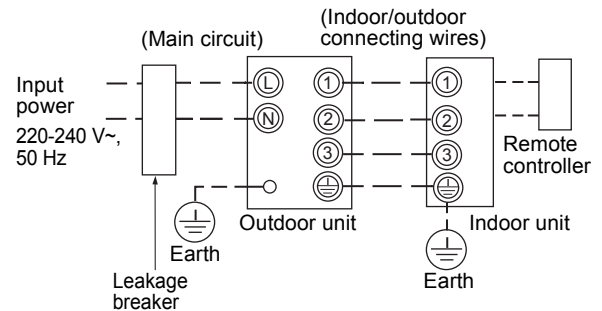 (Main circuit)
(Indoor/outdoor
connecting wires)
Input
power
220-240 V~,
50 Hz
L
N
1
2
3
1
2
3
Remote
controller
Outdoor unit
Indoor unit
Earth
Earth
Leakage
breaker